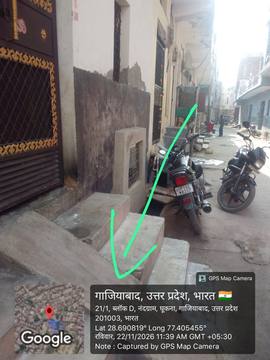 GPS Map Camera
गाजियाबाद, उत्तर प्रदेश, भारत 🇮🇳
21/1, ब्लॉक D, नंदग्राम, घूकना, गाजियाबाद, उत्तर प्रदेश
201003, भारत
Lat 28.690819° Long 77.405455°
रविवार, 22/11/2026 11:39 AM GMT +05:30
Note : Captured by GPS Map Camera
Google